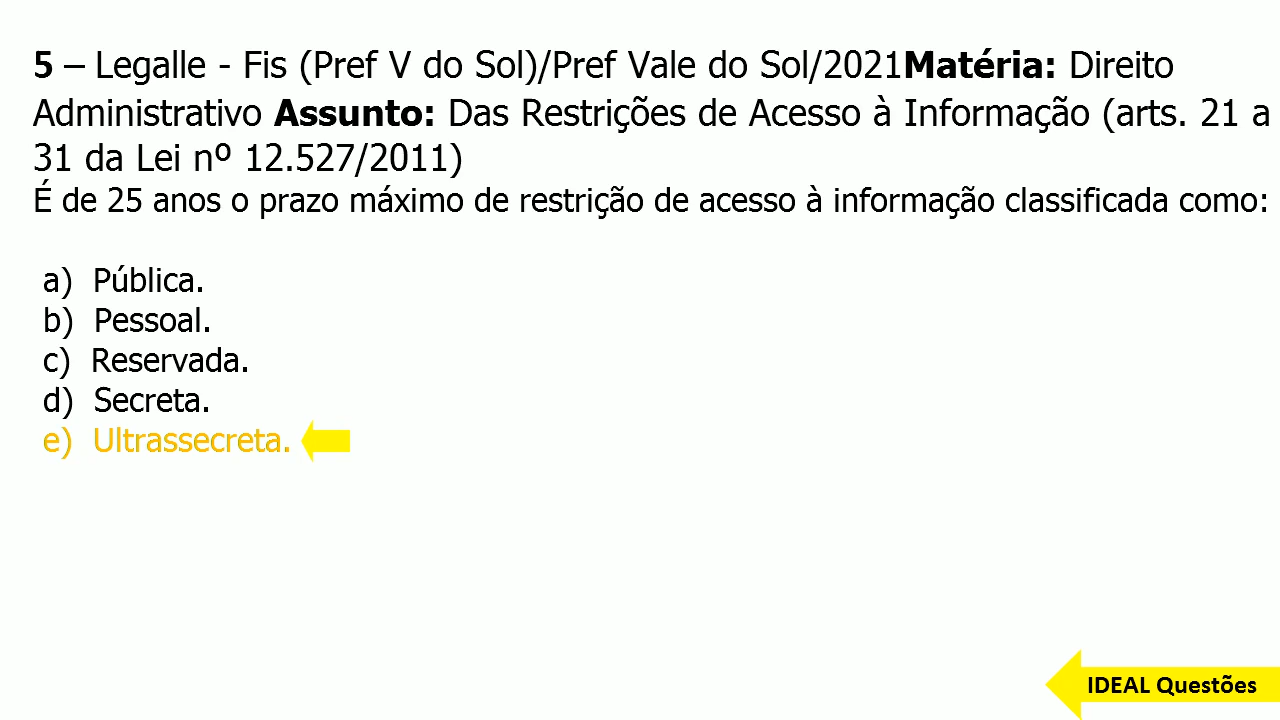 5 – Legalle - Fis (Pref V do Sol)/Pref Vale do Sol/2021Matéria: Direito
Administrativo Assunto: Das Restrições de Acesso à Informação (arts. 21 a
31 da Lei nº 12.527/2011)
É de 25 anos o prazo máximo de restrição de acesso à informação classificada como:
a) Pública.
b) Pessoal.
c) Reservada.
d) Secreta.
e) Ultrassecreta.
IDEAL Questões